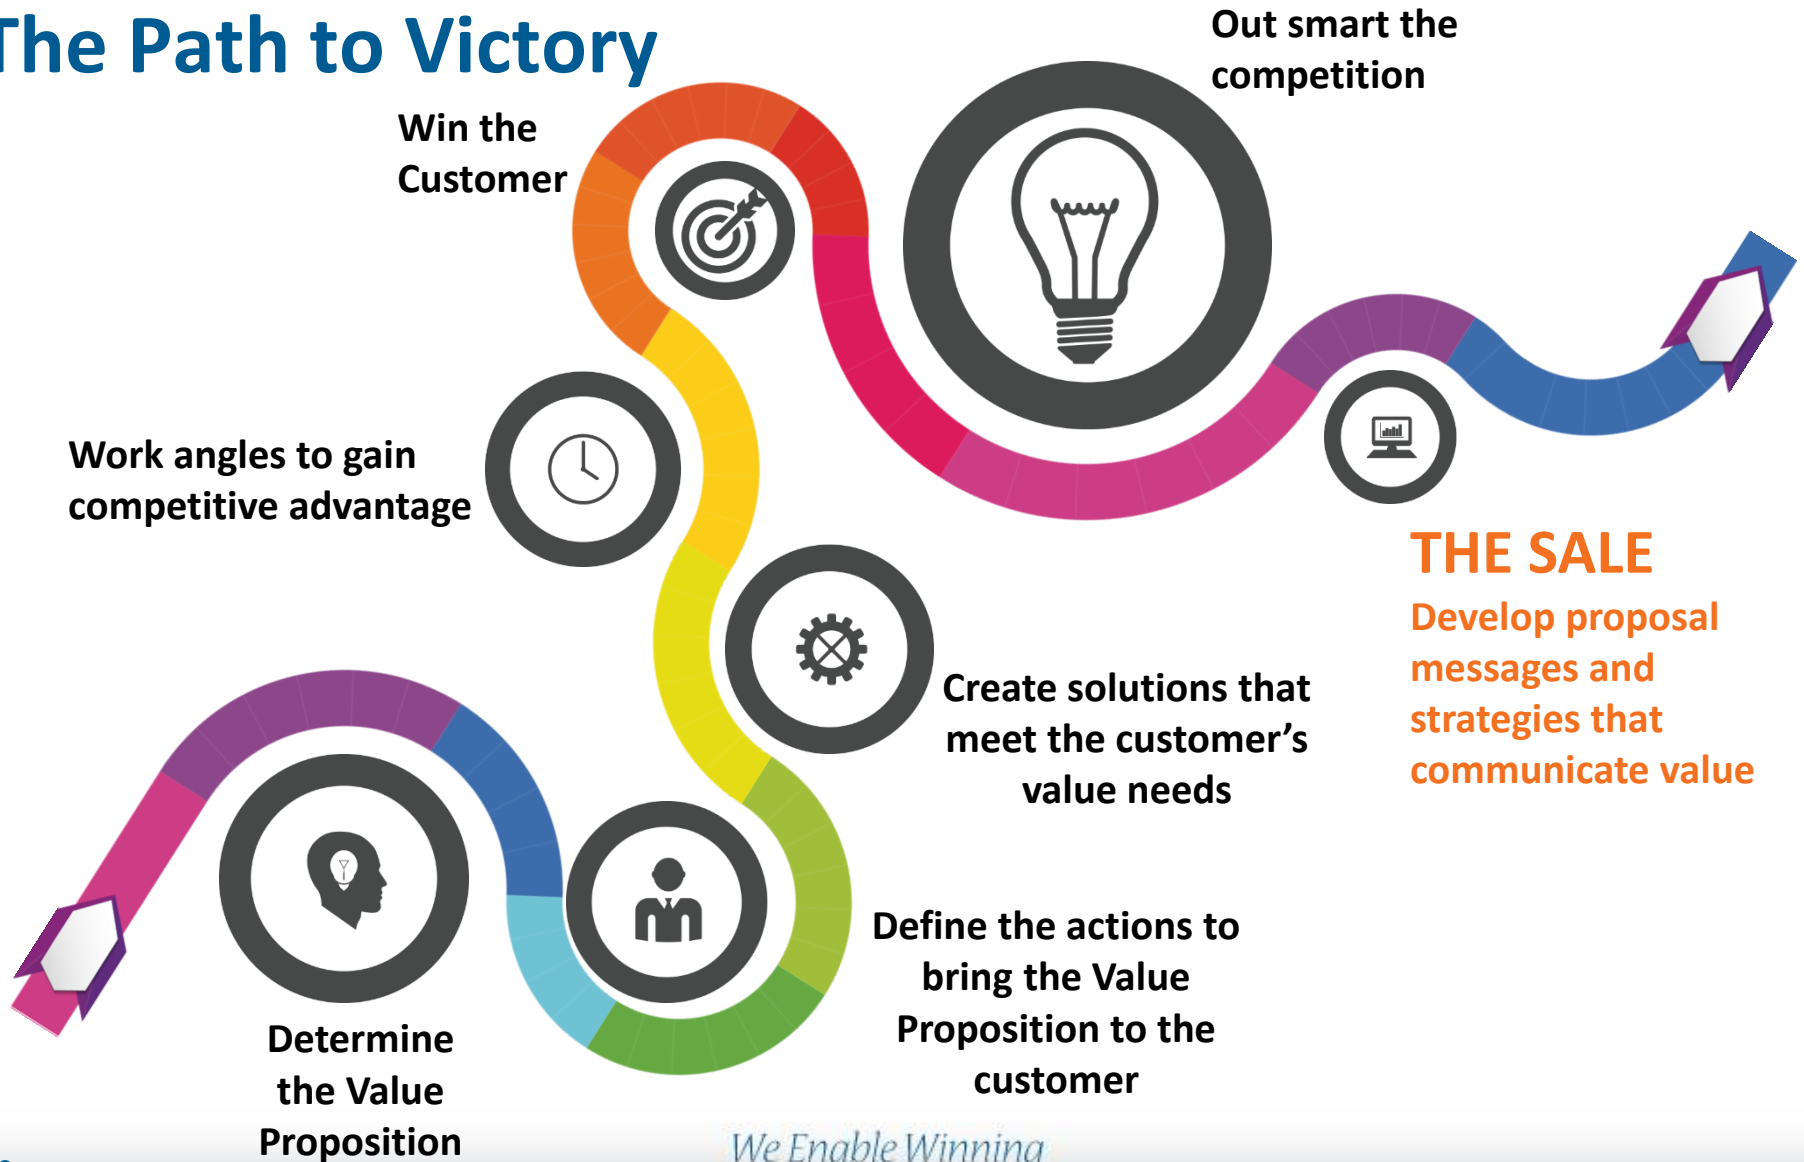 The Path to Victory
Out smart the
competition
Win the
Customer
Work angles to gain
competitive advantage
THE SALE
Develop proposal
messages and
strategies that
communicate value
Create solutions that
meet the customer’s
value needs
Define the actions to
bring the Value
Proposition to the
customer
Determine
the Value
Proposition
We Enable Winning